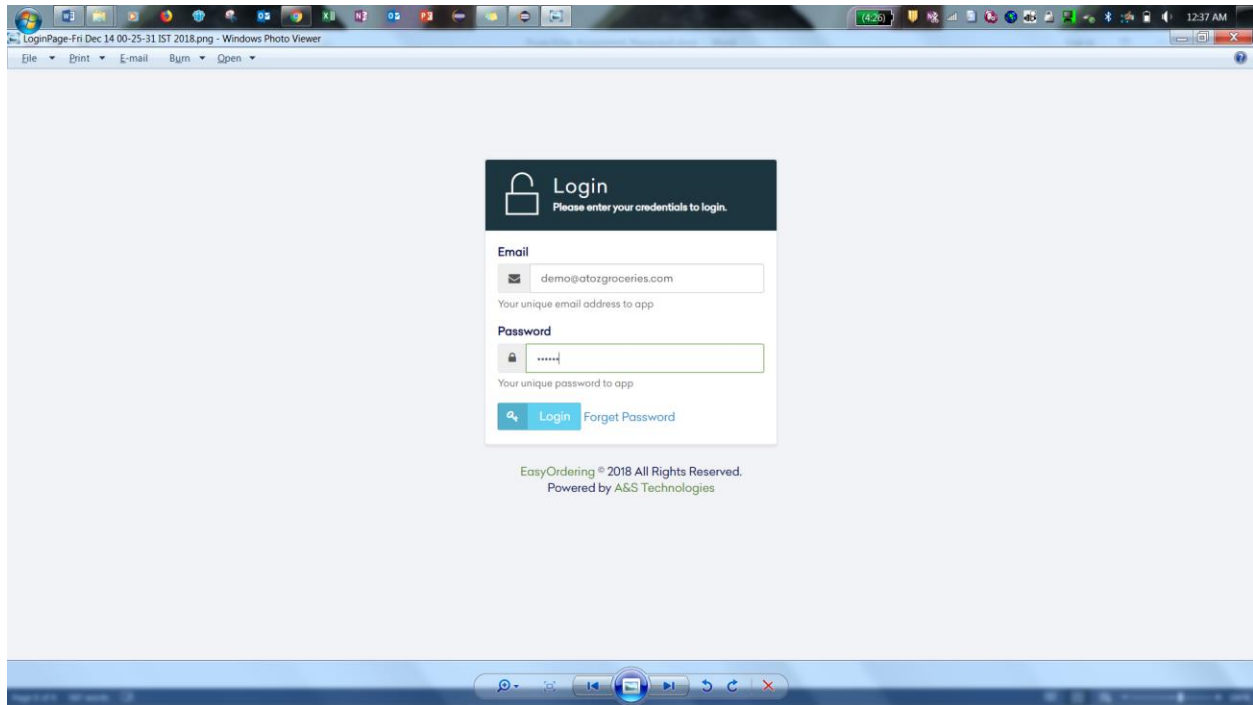 (4:26)
12:37 AM
LoginPage-Fri Dec 14 00-25-31 IST 2018.png - Windows Photo Viewer
File Print E-mail Burn Open
Login
Please enter your credentials to login.
Email
demo@atozgroceries.com
Your unique email address to app
Password
Your unique password to app
Login Forget Password
EasyOrdering © 2018 All Rights Reserved.
Powered by A&S Technologies